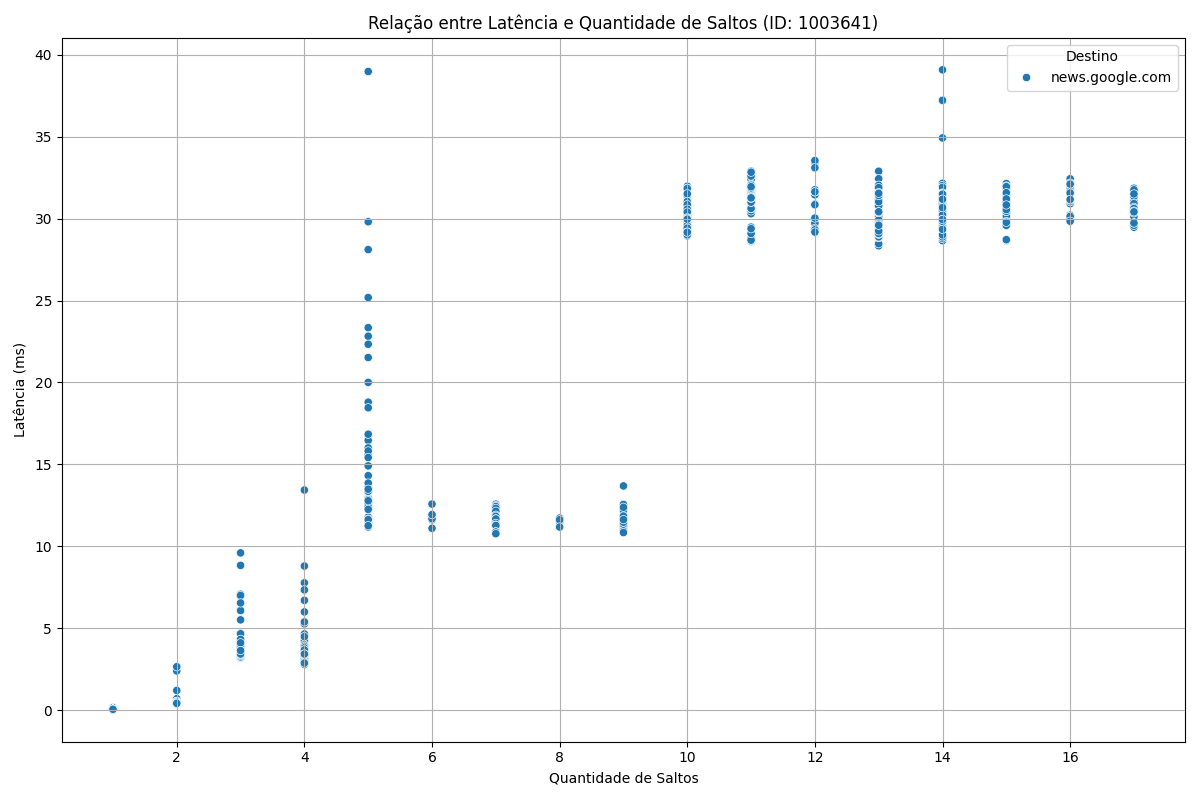 Relação entre Latência e Quantidade de Saltos (ID: 1003641)
Destino
news.google.com
Latência (ms)
40
35
30
25
20
15
10
5
0
2 4 6 8 10 12 14 16
Quantidade de Saltos